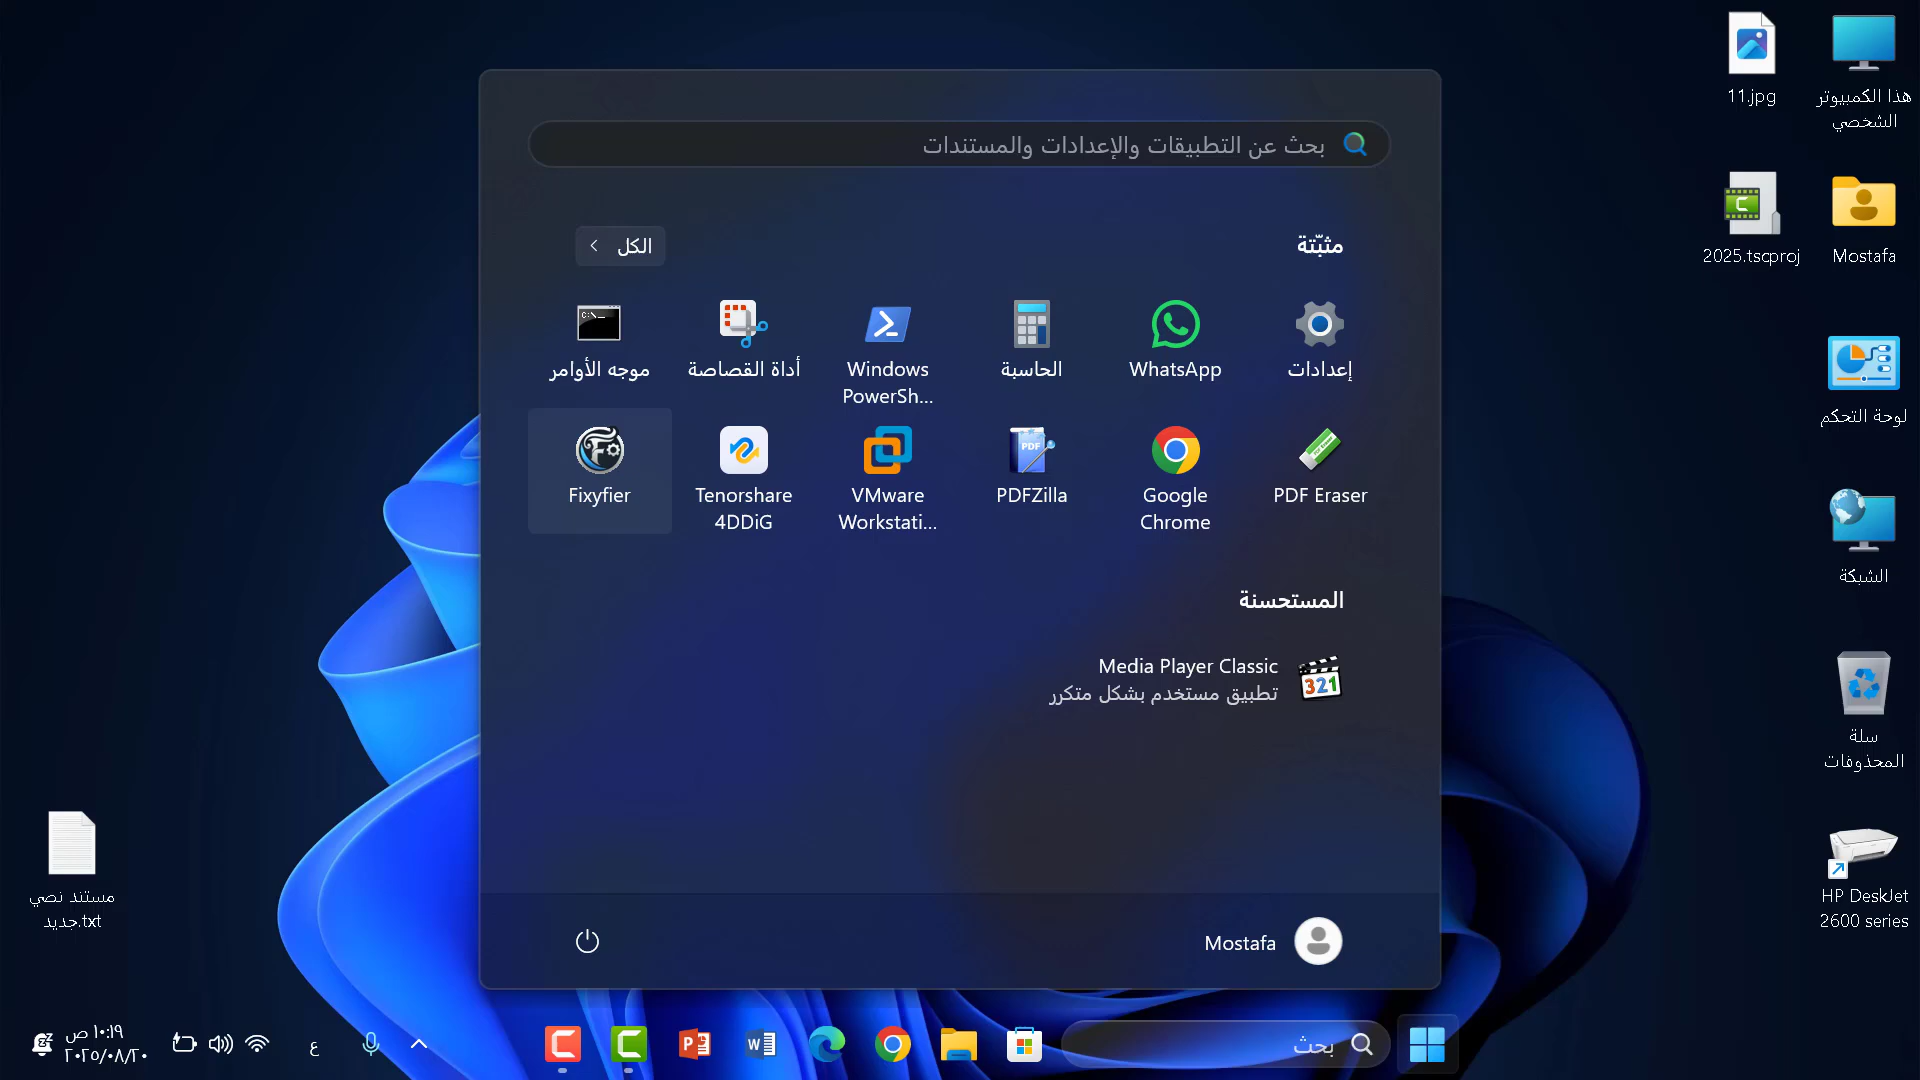 بحث عن التطبيقات والإعدادات والمستندات
مثبّتة
الكل
إعدادات
WhatsApp
الحاسبة
Windows
PowerSh...
أداة القصاصة
موجه الأوامر
PDF Eraser
Google
Chrome
PDFZilla
VMware
Workstati...
Tenorshare
4DDiG
Fixyfier
المستحسنة
Media Player Classic
تطبيق مستخدم بشكل متكرر
Mostafa
هذا الكمبيوتر
الشخصي
11.jpg
Mostafa
2025.tscproj
لوحة التحكم
الشبكة
سلة
المحذوفات
HP DeskJet
2600 series
مستند نصي
جديد.txt
بحث
ع
١٠:١٩ ص
٢٠٢٥/٠٨/٢٠